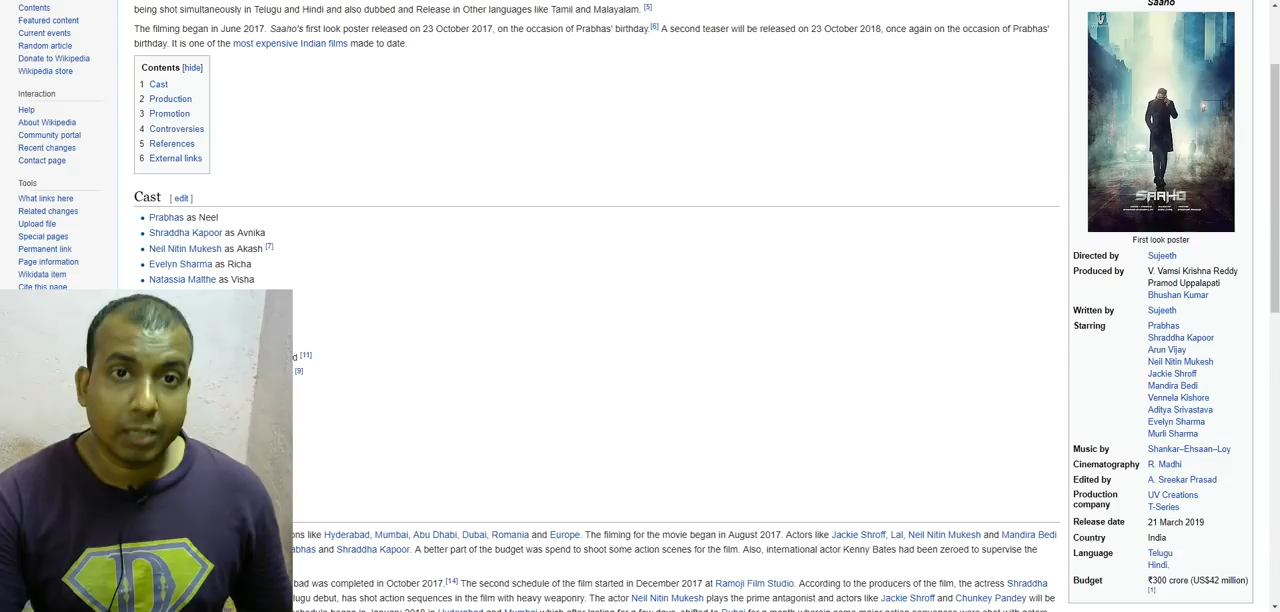 Contents
Featured content
Current events
Random article
Donate to Wikipedia
Wikipedia store
Interaction
Help
About Wikipedia
Community portal
Recent changes
Contact page
Tools
What links here
Related changes
Upload file
Special pages
Permanent link
Page information
Wikidata item
Cite this page
being shot simultaneously in Telugu and Hindi and also dubbed and Release in Other languages like Tamil and Malayalam. [5]
The filming began in June 2017. Saaho's first look poster released on 23 October 2017, on the occasion of Prabhas' birthday.[6] A second teaser will be released on 23 October 2018, once again on the occasion of Prabhas'
birthday. It is one of the most expensive Indian films made to date.
Contents [hide]
1 Cast
2 Production
3 Promotion
4 Controversies
5 References
6 External links
Cast [ edit ]
• Prabhas as Neel
• Shraddha Kapoor as Avnika
• Neil Nitin Mukesh as Akash [7]
• Evelyn Sharma as Richa
• Natassia Malthe as Visha
d [11]
[9]
ons like Hyderabad, Mumbai, Abu Dhabi, Dubai, Romania and Europe. The filming for the movie began in August 2017. Actors like Jackie Shroff, Lal, Neil Nitin Mukesh and Mandira Bedi
abhas and Shraddha Kapoor. A better part of the budget was spend to shoot some action scenes for the film. Also, international actor Kenny Bates had been zeroed to supervise the
bad was completed in October 2017.[14] The second schedule of the film started in December 2017 at Ramoji Film Studio. According to the producers of the film, the actress Shraddha
lugu debut, has shot action sequences in the film with heavy weaponry. The actor Neil Nitin Mukesh plays the prime antagonist and actors like Jackie Shroff and Chunkey Pandey will be
Saaho
SAAHO
First look poster
Directed by Sujeeth
Produced by V. Vamsi Krishna Reddy
Pramod Uppalapati
Bhushan Kumar
Written by Sujeeth
Starring Prabhas
Shraddha Kapoor
Arun Vijay
Neil Nitin Mukesh
Jackie Shroff
Mandira Bedi
Vennela Kishore
Aditya Srivastava
Evelyn Sharma
Murli Sharma
Music by Shankar–Ehsaan–Loy
Cinematography R. Madhi
Edited by A. Sreekar Prasad
Production company UV Creations
T-Series
Release date 21 March 2019
Country India
Language Telugu
Hindi.
Budget ₹300 crore (US$42 million)
[1]